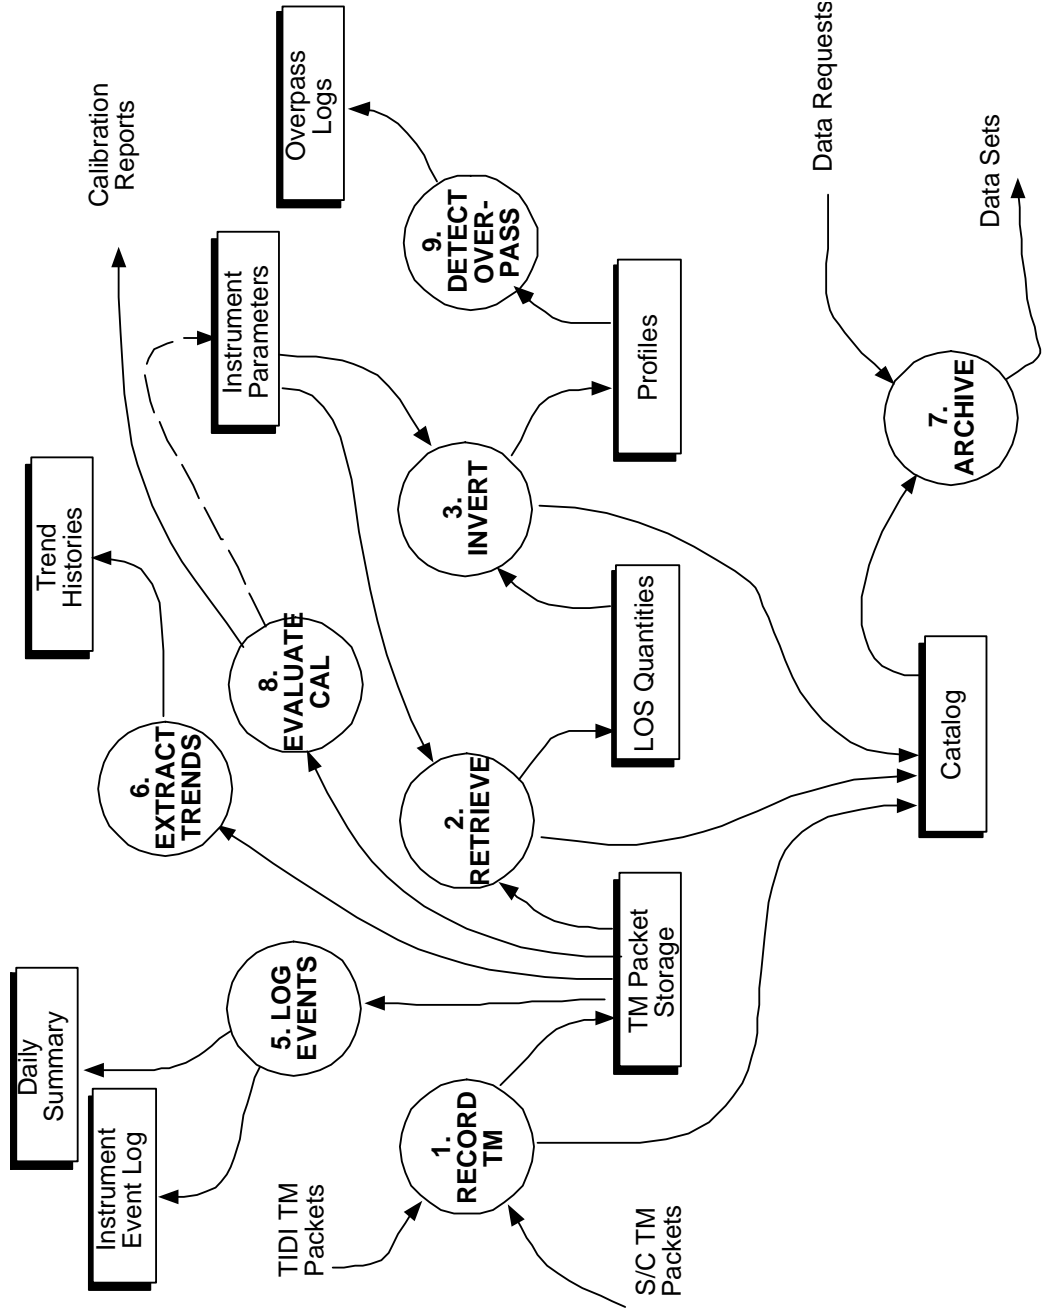 Daily
Summary
Instrument
Event Log
5. LOG
EVENTS
TIDI TM
Packets
S/C TM
Packets
1.
RECORD
TM
TM Packet
Storage
6.
EXTRACT
TRENDS
Trend
Histories
8.
EVALUATE
CAL
Calibration
Reports
2.
RETRIEVE
LOS Quantities
Instrument
Parameters
3.
INVERT
Profiles
9.
DETECT
OVER-
PASS
Overpass
Logs
Catalog
7.
ARCHIVE
Data Requests
Data Sets